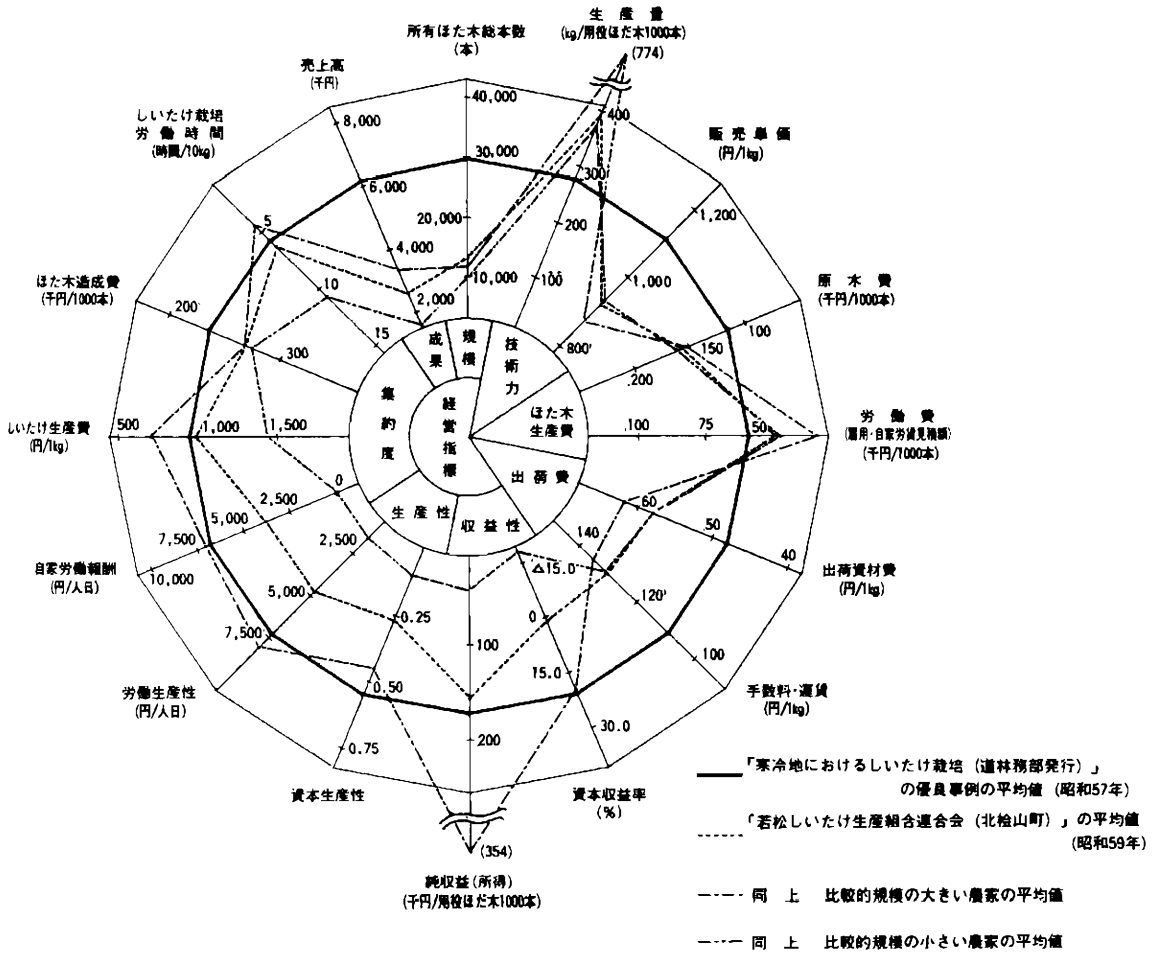 生産量
(kg/用役ほだ木1000本)
(774)
所有ほた木総本数
(本)
40,000
30,000
20,000
10,000
売上高
(千円)
8,000
6,000
4,000
2,000
しいたけ栽培
労働時間
(時間/10kg)
5
10
15
ほた木造成費
(千円/1000本)
200
300
しいたけ生産費
(円/1kg)
500
1,000
1,500
自家労働報酬
(円/人日)
10,000
7,500
5,000
2,500
0
労働生産性
(円/人日)
7,500
5,000
2,500
資本生産性
0.75
0.50
0.25
純収益(所得)
(千円/用役ほだ木1000本)
(354)
200
100
資本収益率
(%)
30.0
15.0
0
△15.0
手数料・運賃
(円/1kg)
100
120
140
出荷資材費
(円/1kg)
40
50
60
労働費
(雇用・自家労賃見積額)
(千円/1000本)
50
75
100
原木費
(千円/1000本)
100
150
200
販売単価
(円/1kg)
1,200
1,000
800
400
300
200
100
経営指標
規模
技術力
ほた木
生産費
出荷費
収益性
生産性
集約度
成果
「寒冷地におけるしいたけ栽培(道林務部発行)」
の優良事例の平均値(昭和57年)
「若松しいたけ生産組合連合会(北桧山町)」の平均値
(昭和59年)
同上 比較的規模の大きい農家の平均値
同上 比較的規模の小さい農家の平均値